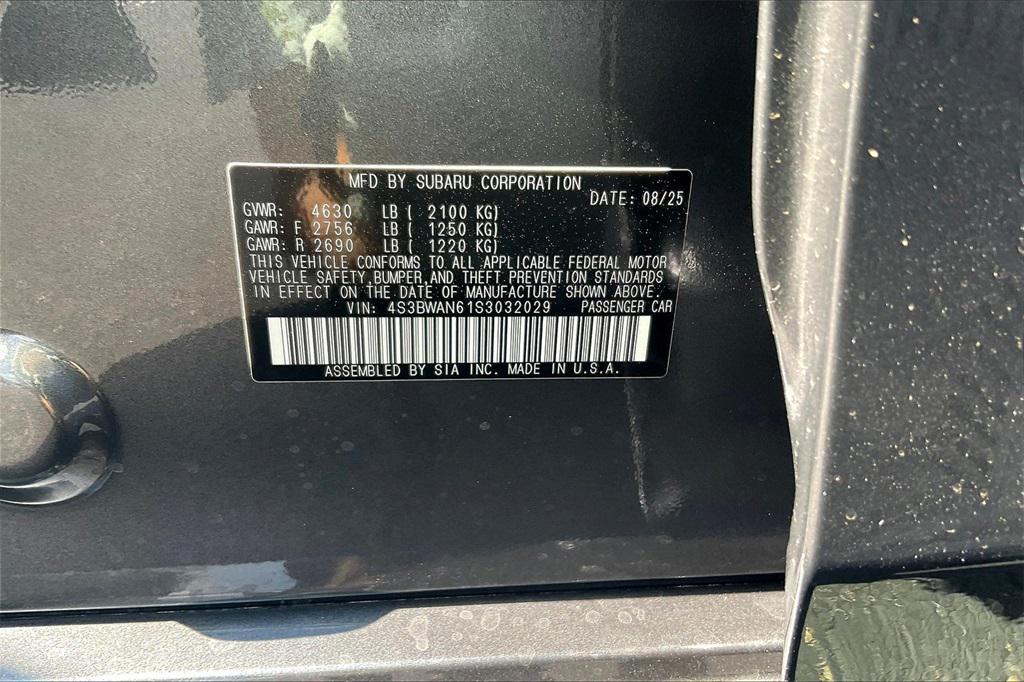 MFD BY SUBARU CORPORATION
DATE: 08/25
GVWR: 4630 LB ( 2100 KG)
GAWR: F 2756 LB ( 1250 KG)
GAWR: R 2690 LB ( 1220 KG)
THIS VEHICLE CONFORMS TO ALL APPLICABLE FEDERAL MOTOR
VEHICLE SAFETY,BUMPER,AND THEFT PREVENTION STANDARDS
IN EFFECT ON THE DATE OF MANUFACTURE SHOWN ABOVE.
VIN: 4S3BWAN61S3032029 PASSENGER CAR
ASSEMBLED BY SIA INC. MADE IN U.S.A.